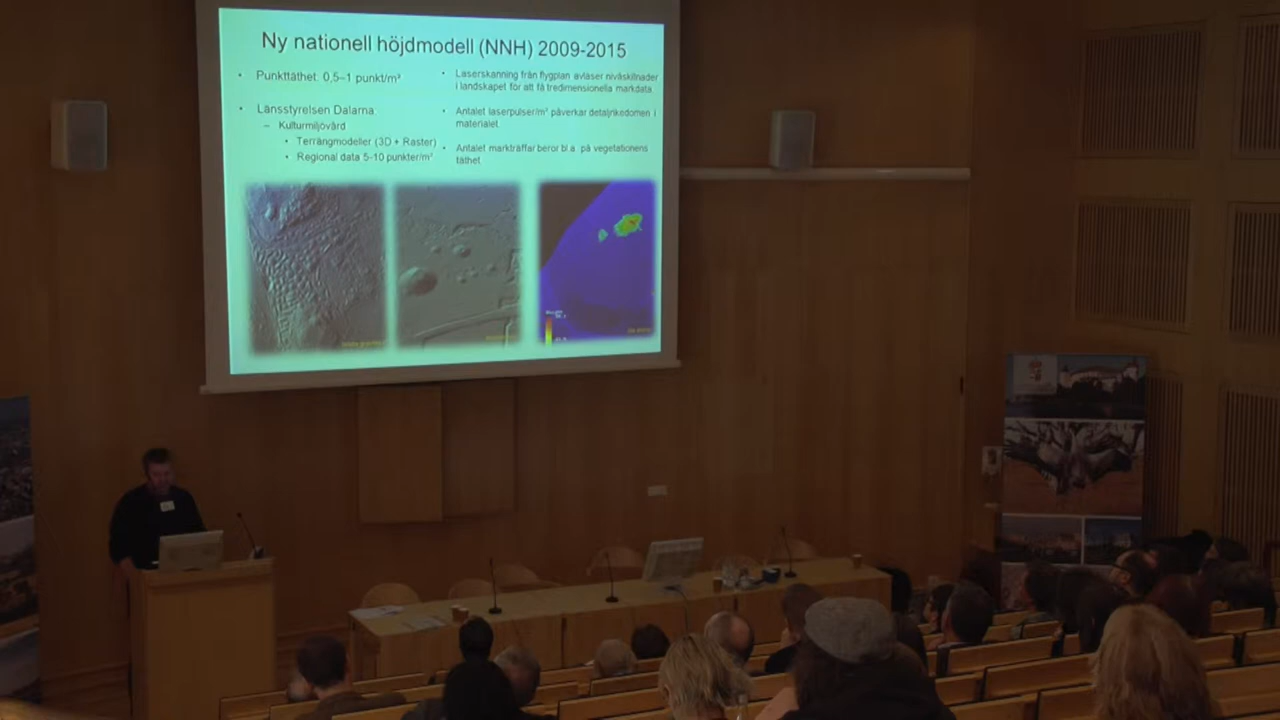 Ny nationell höjdmodell (NNH) 2009-2015
• Punkttäthet: 0,5–1 punkt/m²
• Länsstyrelsen Dalarna:
– Kulturmiljövård
• Terrängmodeller (3D + Raster)
• Regional data 5-10 punkter/m²
• Laserskanning från flygplan avläser nivåskillnader
i landskapet för att få tredimensionella markdata.
• Antalet laserpulser/m² påverkar detaljrikedomen i
materialet.
• Antalet markträffar beror bl.a. på vegetationens
täthet.